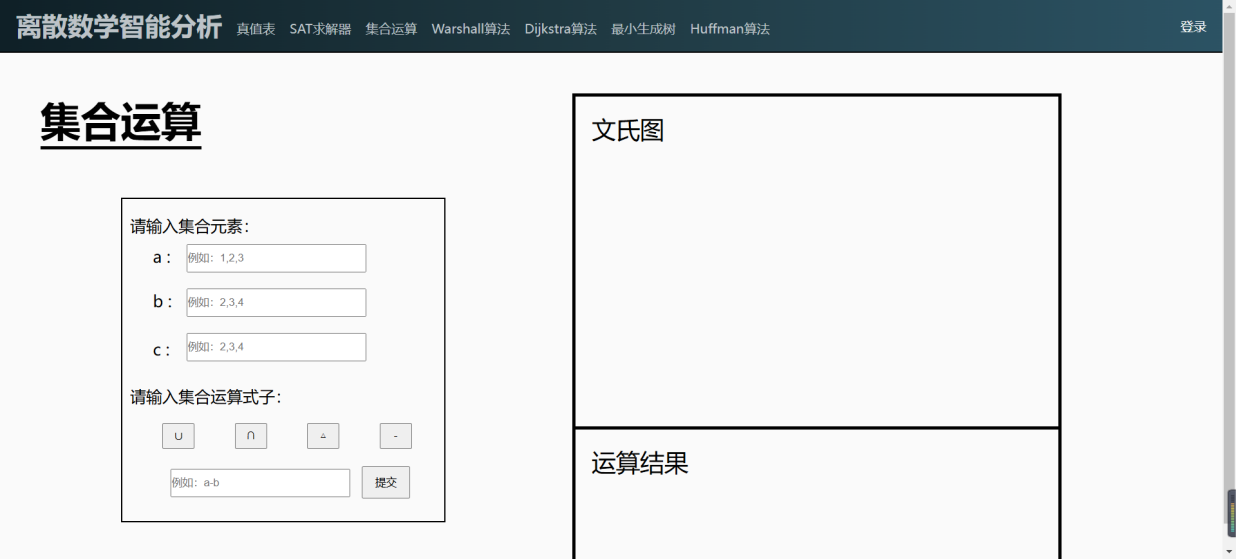 离散数学智能分析 真值表 SAT求解器 集合运算 Warshall算法 Dijkstra算法 最小生成树 Huffman算法 登录
集合运算
请输入集合元素：
a： 例如：1,2,3
b： 例如：2,3,4
c： 例如：2,3,4
请输入集合运算式子：
∪ ∩ △ -
例如：a-b 提交
文氏图
运算结果